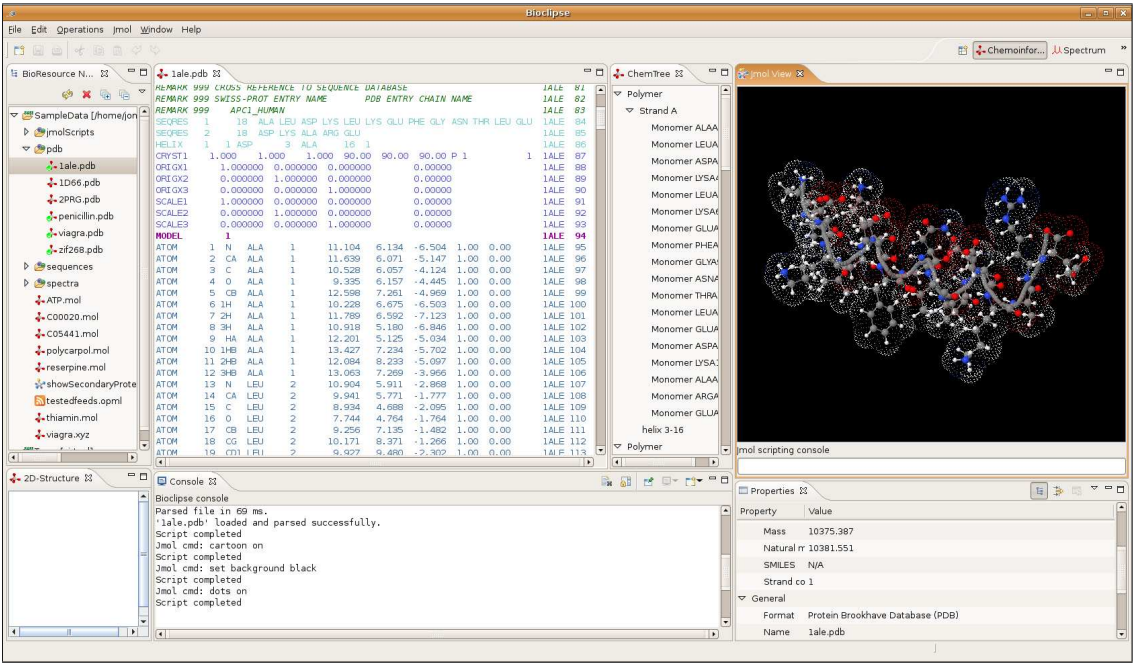 Bioclipse
File Edit Operations Jmol Window Help
Chemoinfor... Spectrum »
BioResource N...
SampleData [/home/jon
jmolScripts
pdb
1ale.pdb
1D66.pdb
2PRG.pdb
penicillin.pdb
viagra.pdb
zif268.pdb
sequences
spectra
ATP.mol
C00020.mol
C05441.mol
polycarpol.mol
reserpine.mol
showSecondaryProte
testedfeeds.opml
thiamin.mol
viagra.xyz
1ale.pdb
REMARK 999 CROSS REFERENCE TO SEQUENCE DATABASE 1ALE 81
REMARK 999 SWISS-PROT ENTRY NAME PDB ENTRY CHAIN NAME 1ALE 82
REMARK 999 APC1_HUMAN 1ALE 83
SEQRES 1 18 ALA LEU ASP LYS LEU LYS GLU PHE GLY ASN THR LEU GLU 1ALE 84
SEQRES 2 18 ASP LYS ALA ARG GLU 1ALE 85
HELIX 1 1 ASP 3 ALA 16 1 1ALE 86
CRYST1 1.000 1.000 1.000 90.00 90.00 90.00 P 1 1 1ALE 87
ORIGX1 1.000000 0.000000 0.000000 0.00000 1ALE 88
ORIGX2 0.000000 1.000000 0.000000 0.00000 1ALE 89
ORIGX3 0.000000 0.000000 1.000000 0.00000 1ALE 90
SCALE1 1.000000 0.000000 0.000000 0.00000 1ALE 91
SCALE2 0.000000 1.000000 0.000000 0.00000 1ALE 92
SCALE3 0.000000 0.000000 1.000000 0.00000 1ALE 93
MODEL 1 1ALE 94
ATOM 1 N ALA 1 11.104 6.134 -6.504 1.00 0.00 1ALE 95
ATOM 2 CA ALA 1 11.639 6.071 -5.147 1.00 0.00 1ALE 96
ATOM 3 C ALA 1 10.528 6.057 -4.124 1.00 0.00 1ALE 97
ATOM 4 O ALA 1 9.335 6.157 -4.445 1.00 0.00 1ALE 98
ATOM 5 CB ALA 1 12.598 7.261 -4.969 1.00 0.00 1ALE 99
ATOM 6 1H ALA 1 10.228 6.675 -6.503 1.00 0.00 1ALE 100
ATOM 7 2H ALA 1 11.789 6.592 -7.123 1.00 0.00 1ALE 101
ATOM 8 3H ALA 1 10.918 5.180 -6.846 1.00 0.00 1ALE 102
ATOM 9 HA ALA 1 12.201 5.125 -5.034 1.00 0.00 1ALE 103
ATOM 10 1HB ALA 1 13.427 7.234 -5.702 1.00 0.00 1ALE 104
ATOM 11 2HB ALA 1 12.084 8.233 -5.097 1.00 0.00 1ALE 105
ATOM 12 3HB ALA 1 13.063 7.269 -3.966 1.00 0.00 1ALE 106
ATOM 13 N LEU 2 10.904 5.911 -2.868 1.00 0.00 1ALE 107
ATOM 14 CA LEU 2 9.941 5.771 -1.777 1.00 0.00 1ALE 108
ATOM 15 C LEU 2 8.934 4.688 -2.095 1.00 0.00 1ALE 109
ATOM 16 O LEU 2 7.744 4.764 -1.764 1.00 0.00 1ALE 110
ATOM 17 CB LEU 2 9.256 7.135 -1.482 1.00 0.00 1ALE 111
ATOM 18 CG LEU 2 10.171 8.371 -1.266 1.00 0.00 1ALE 112
ATOM 19 CD1 LEU 2 9.927 9.480 -2.302 1.00 0.00 1ALE 113
ChemTree
Polymer
Strand A
Monomer ALAA
Monomer LEUA
Monomer ASPA
Monomer LYSA
Monomer LEUA
Monomer LYSA6
Monomer GLUA
Monomer PHEA
Monomer GLYA
Monomer ASNA
Monomer THRA
Monomer LEUA
Monomer GLUA
Monomer ASPA
Monomer LYSA1
Monomer ALAA
Monomer ARGA
Monomer GLUA
helix 3-16
Polymer
Jmol View
Jmol scripting console
2D-Structure
Console
Bioclipse console
Parsed file in 69 ms.
'1ale.pdb' loaded and parsed successfully.
Script completed
Jmol cmd: cartoon on
Script completed
Jmol cmd: set background black
Script completed
Jmol cmd: dots on
Script completed
Properties
Property Value
Mass 10375.387
Natural m 10381.551
SMILES N/A
Strand co 1
General
Format Protein Brookhave Database (PDB)
Name 1ale.pdb